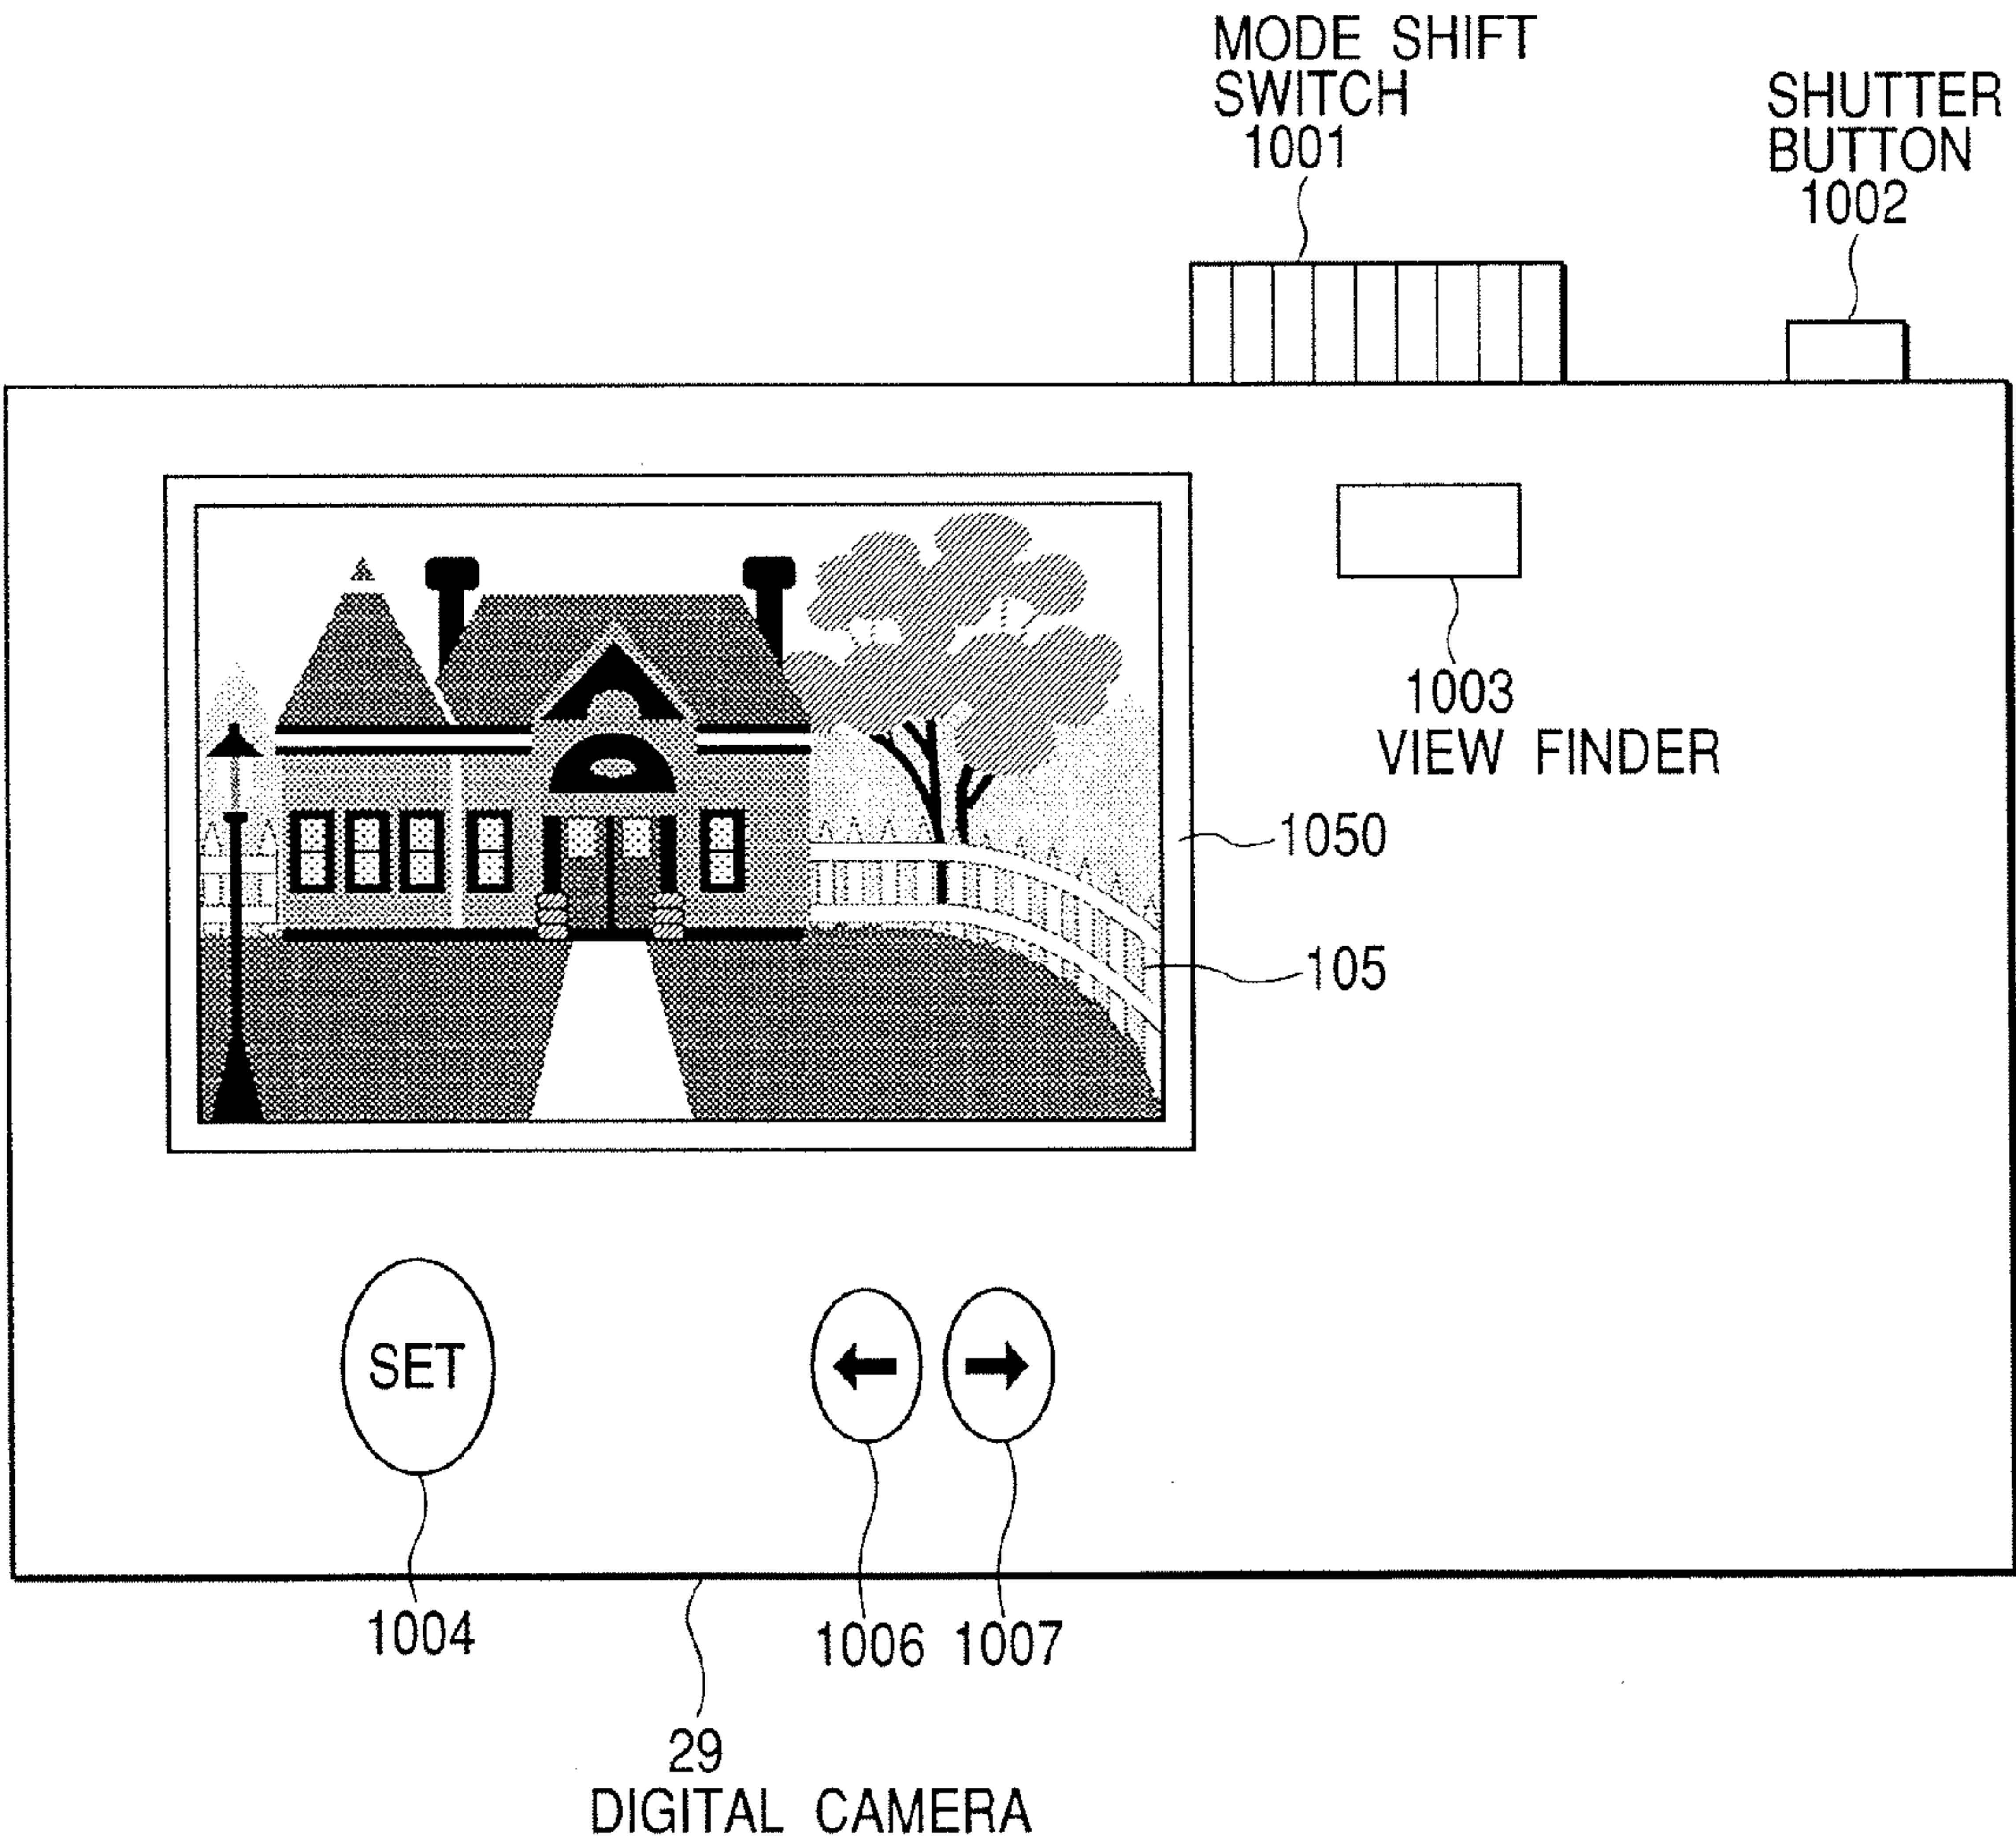 MODE SHIFT
SWITCH
1001
SHUTTER
BUTTON
1002
1003
VIEW FINDER
1050
105
SET
1004
1006
1007
29
DIGITAL CAMERA